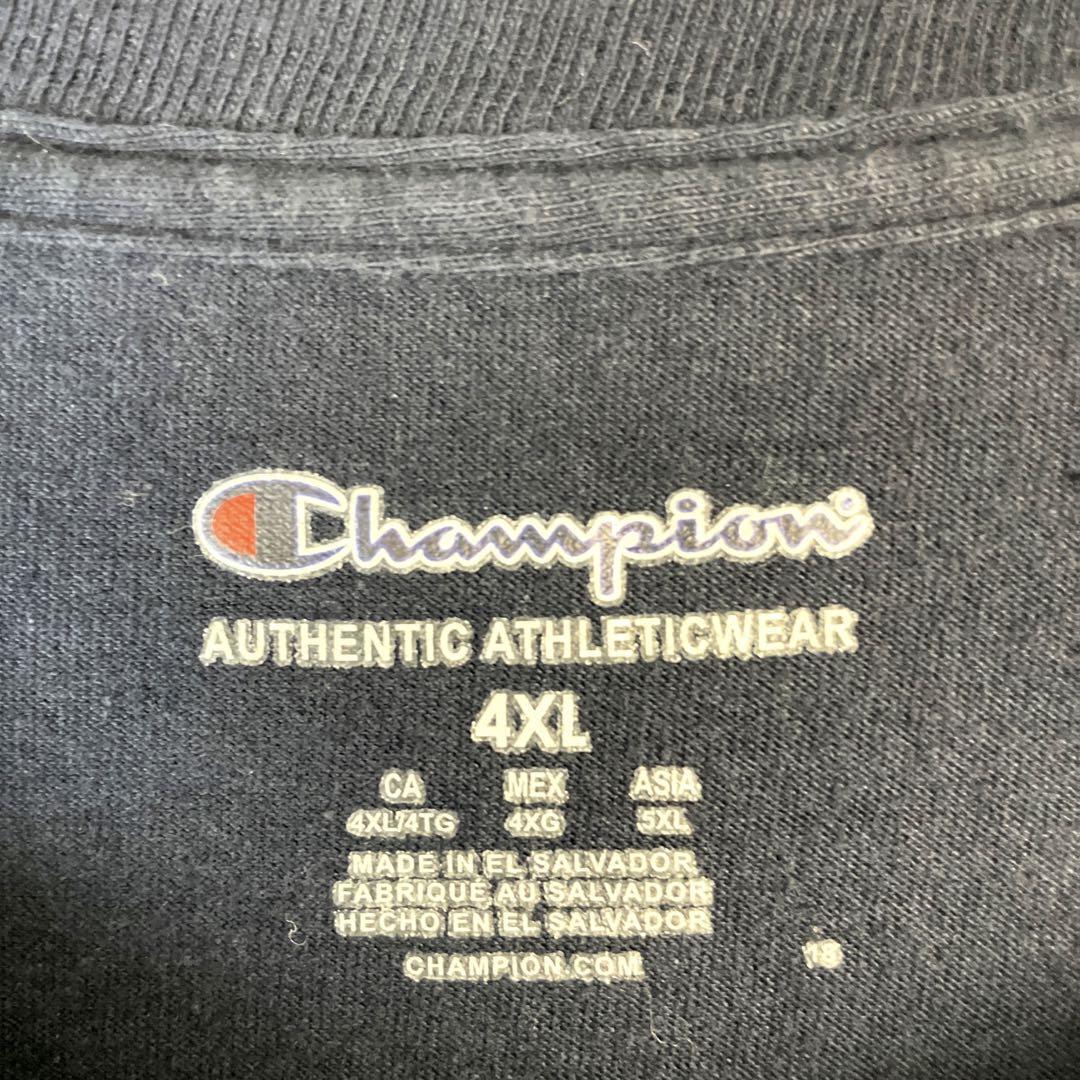 Champion®
AUTHENTIC ATHLETICWEAR
4XL
CA MEX ASIA
4XL/4TG 4XG 5XL
MADE IN EL SALVADOR
FABRIQUÉ AU SALVADOR
HECHO EN EL SALVADOR
CHAMPION.COM
18